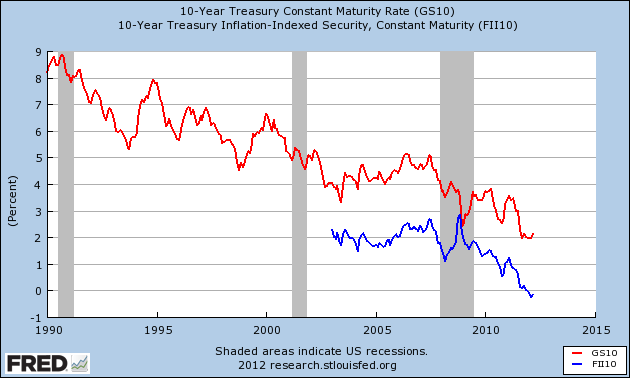 10-Year Treasury Constant Maturity Rate (GS10)
10-Year Treasury Inflation-Indexed Security, Constant Maturity (FII10)
9
8
7
6
5
4
3
2
1
0
-1
(Percent)
1990
1995
2000
2005
2010
2015
FRED
Shaded areas indicate US recessions.
2012 research.stlouisfed.org
GS10
FII10